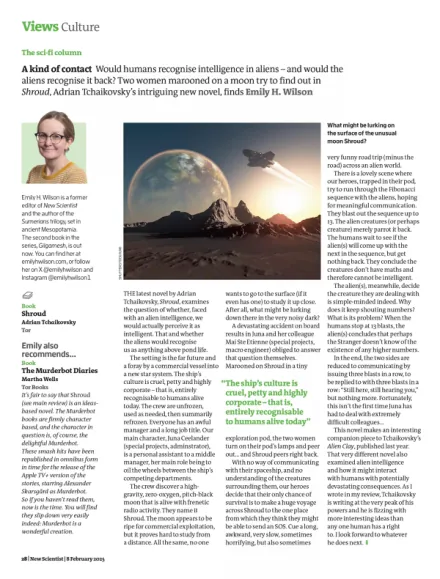 Views Culture
The sci-fi column
A kind of contact Would humans recognise intelligence in aliens – and would the
aliens recognise it back? Two women marooned on a moon try to find out in
Shroud, Adrian Tchaikovsky's intriguing new novel, finds Emily H. Wilson
Emily H. Wilson is a former
editor of New Scientist
and the author of the
Sumerians trilogy, set in
ancient Mesopotamia.
The second book in the
series, Gilgamesh, is out
now. You can find her at
emilyhwilson.com, or follow
her on X @emilyhwilson and
Instagram @emilyhwilson1
Book
Shroud
Adrian Tchaikovsky
Tor
Emily also
recommends...
Book
The Murderbot Diaries
Martha Wells
Tor Books
It's fair to say that Shroud
(see main review) is an ideas-
based novel. The Murderbot
books are firmly character
based, and the character in
question is, of course, the
delightful Murderbot.
These smash hits have been
republished in omnibus form
in time for the release of the
Apple TV+ version of the
stories, starring Alexander
Skarsgård as Murderbot.
So if you haven't read them,
now is the time. You will find
they slip down very easily
indeed: Murderbot is a
wonderful creation.
THE latest novel by Adrian
Tchaikovsky, Shroud, examines
the question of whether, faced
with an alien intelligence, we
would actually perceive it as
intelligent. That and whether
the aliens would recognise
us as anything above pond life.
The setting is the far future and
a foray by a commercial vessel into
a new star system. The ship's
culture is cruel, petty and highly
corporate – that is, entirely
recognisable to humans alive
today. The crew are unfrozen,
used as needed, then summarily
refrozen. Everyone has an awful
manager and a long job title. Our
main character, Juna Ceelander
(special projects, administrator),
is a personal assistant to a middle
manager, her main role being to
oil the wheels between the ship's
competing departments.
The crew discover a high-
gravity, zero-oxygen, pitch-black
moon that is alive with frenetic
radio activity. They name it
Shroud. The moon appears to be
ripe for commercial exploitation,
but it proves hard to study from
a distance. All the same, no one
wants to go to the surface (if it
even has one) to study it up close.
After all, what might be lurking
down there in the very noisy dark?
A devastating accident on board
results in Juna and her colleague
Mai Ste Etienne (special projects,
macro engineer) obliged to answer
that question themselves.
Marooned on Shroud in a tiny
"The ship's culture is
cruel, petty and highly
corporate – that is,
entirely recognisable
to humans alive today"
exploration pod, the two women
turn on their pod's lamps and peer
out... and Shroud peers right back.
With no way of communicating
with their spaceship, and no
understanding of the creatures
surrounding them, our heroes
decide that their only chance of
survival is to make a huge voyage
across Shroud to the one place
from which they think they might
be able to send an SOS. Cue a long,
awkward, very slow, sometimes
horrifying, but also sometimes
What might be lurking on
the surface of the unusual
moon Shroud?
very funny road trip (minus the
road) across an alien world.
There is a lovely scene where
our heroes, trapped in their pod,
try to run through the Fibonacci
sequence with the aliens, hoping
for meaningful communication.
They blast out the sequence up to
13. The alien creatures (or perhaps
creature) merely parrot it back.
The humans wait to see if the
alien(s) will come up with the
next in the sequence, but get
nothing back. They conclude the
creatures don't have maths and
therefore cannot be intelligent.
The alien(s), meanwhile, decide
the creature they are dealing with
is simple-minded indeed. Why
does it keep shouting numbers?
What is its problem? When the
humans stop at 13 blasts, the
alien(s) concludes that perhaps
the Stranger doesn't know of the
existence of any higher numbers.
In the end, the two sides are
reduced to communicating by
issuing three blasts in a row, to
be replied to with three blasts in a
row: "Still here, still hearing you,"
but nothing more. Fortunately,
this isn't the first time Juna has
had to deal with extremely
difficult colleagues...
This novel makes an interesting
companion piece to Tchaikovsky's
Alien Clay, published last year.
That very different novel also
examined alien intelligence
and how it might interact
with humans with potentially
devastating consequences. As I
wrote in my review, Tchaikovsky
is writing at the very peak of his
powers and he is fizzing with
more interesting ideas than
any one human has a right
to. I look forward to whatever
he does next.
28 | New Scientist | 8 February 2025